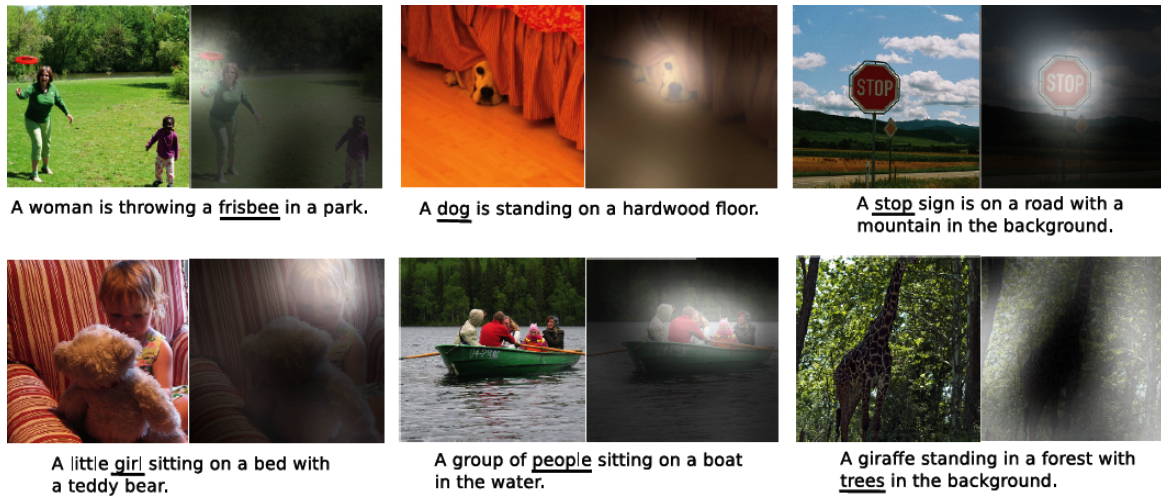 STOP
STOP
A woman is throwing a frisbee in a park.
A dog is standing on a hardwood floor.
A stop sign is on a road with a
mountain in the background.
A little girl sitting on a bed with
a teddy bear.
A group of people sitting on a boat
in the water.
A giraffe standing in a forest with
trees in the background.